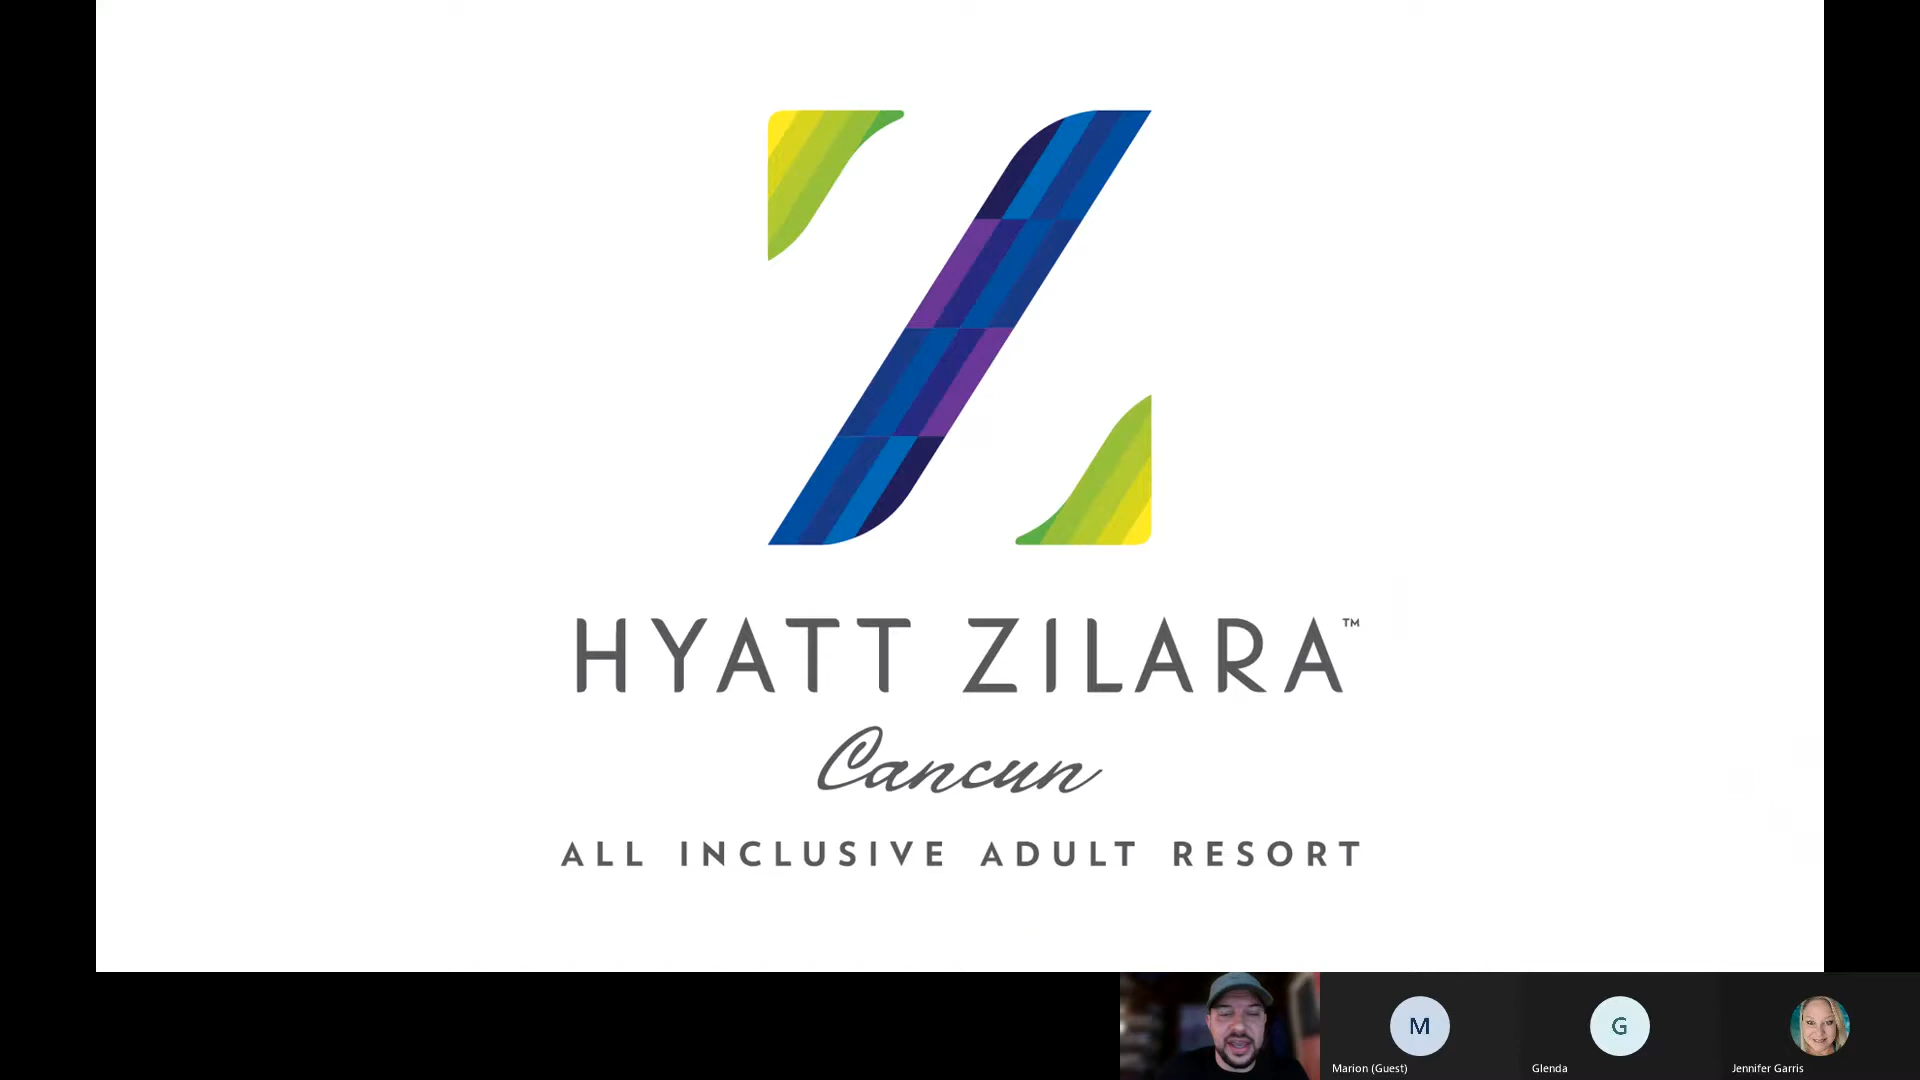 HYATT ZILARA™
Cancun
ALL INCLUSIVE ADULT RESORT
M
G
Marion (Guest)
Glenda
Jennifer Garris